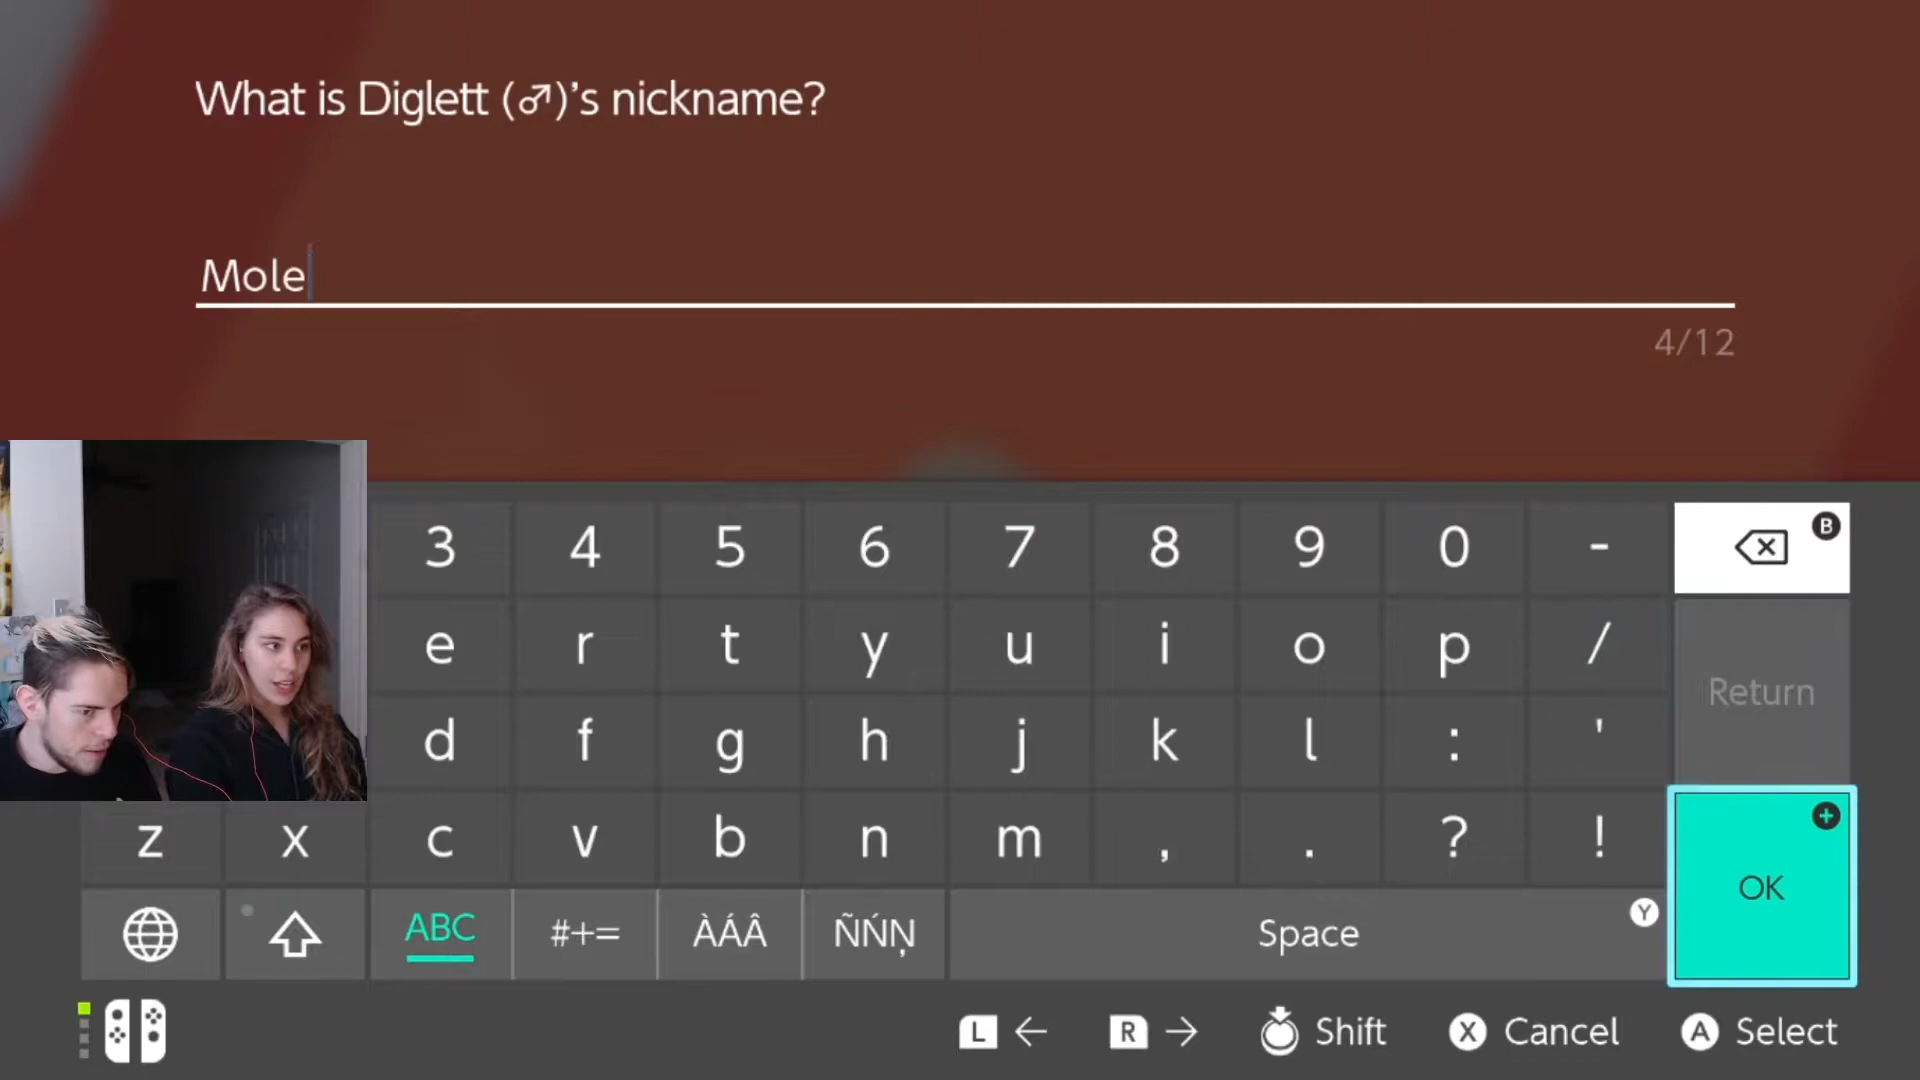 What is Diglett (♂)'s nickname?
Mole
4/12
3 4 5 6 7 8 9 0 - B
e r t y u i o p /
Return
d f g h j k l : '
z x c v b n m , . ? ! +
OK
ABC #+= ÀÁÂ ÑŃŅ Space Y
L ← R → Shift X Cancel A Select